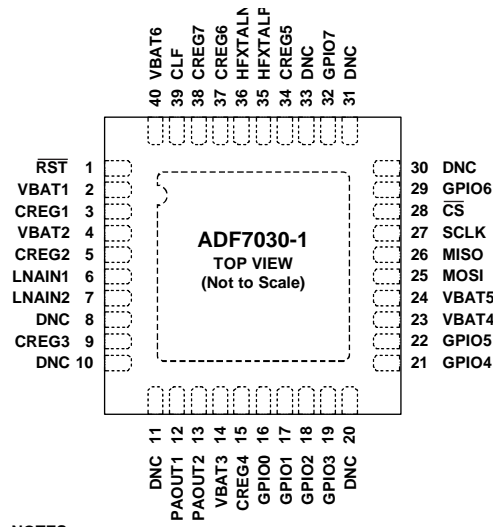 40 VBAT6
39 CLF
38 CREG7
37 CREG6
36 HFXTALN
35 HFXTALP
34 CREG5
33 DNC
32 GPIO7
31 DNC
RST 1
VBAT1 2
CREG1 3
VBAT2 4
CREG2 5
LNAIN1 6
LNAIN2 7
DNC 8
CREG3 9
DNC 10
ADF7030-1
TOP VIEW
(Not to Scale)
30 DNC
29 GPIO6
28 CS
27 SCLK
26 MISO
25 MOSI
24 VBAT5
23 VBAT4
22 GPIO5
21 GPIO4
DNC 11
PAOUT1 12
PAOUT2 13
VBAT3 14
CREG4 15
GPIO0 16
GPIO1 17
GPIO2 18
GPIO3 19
DNC 20